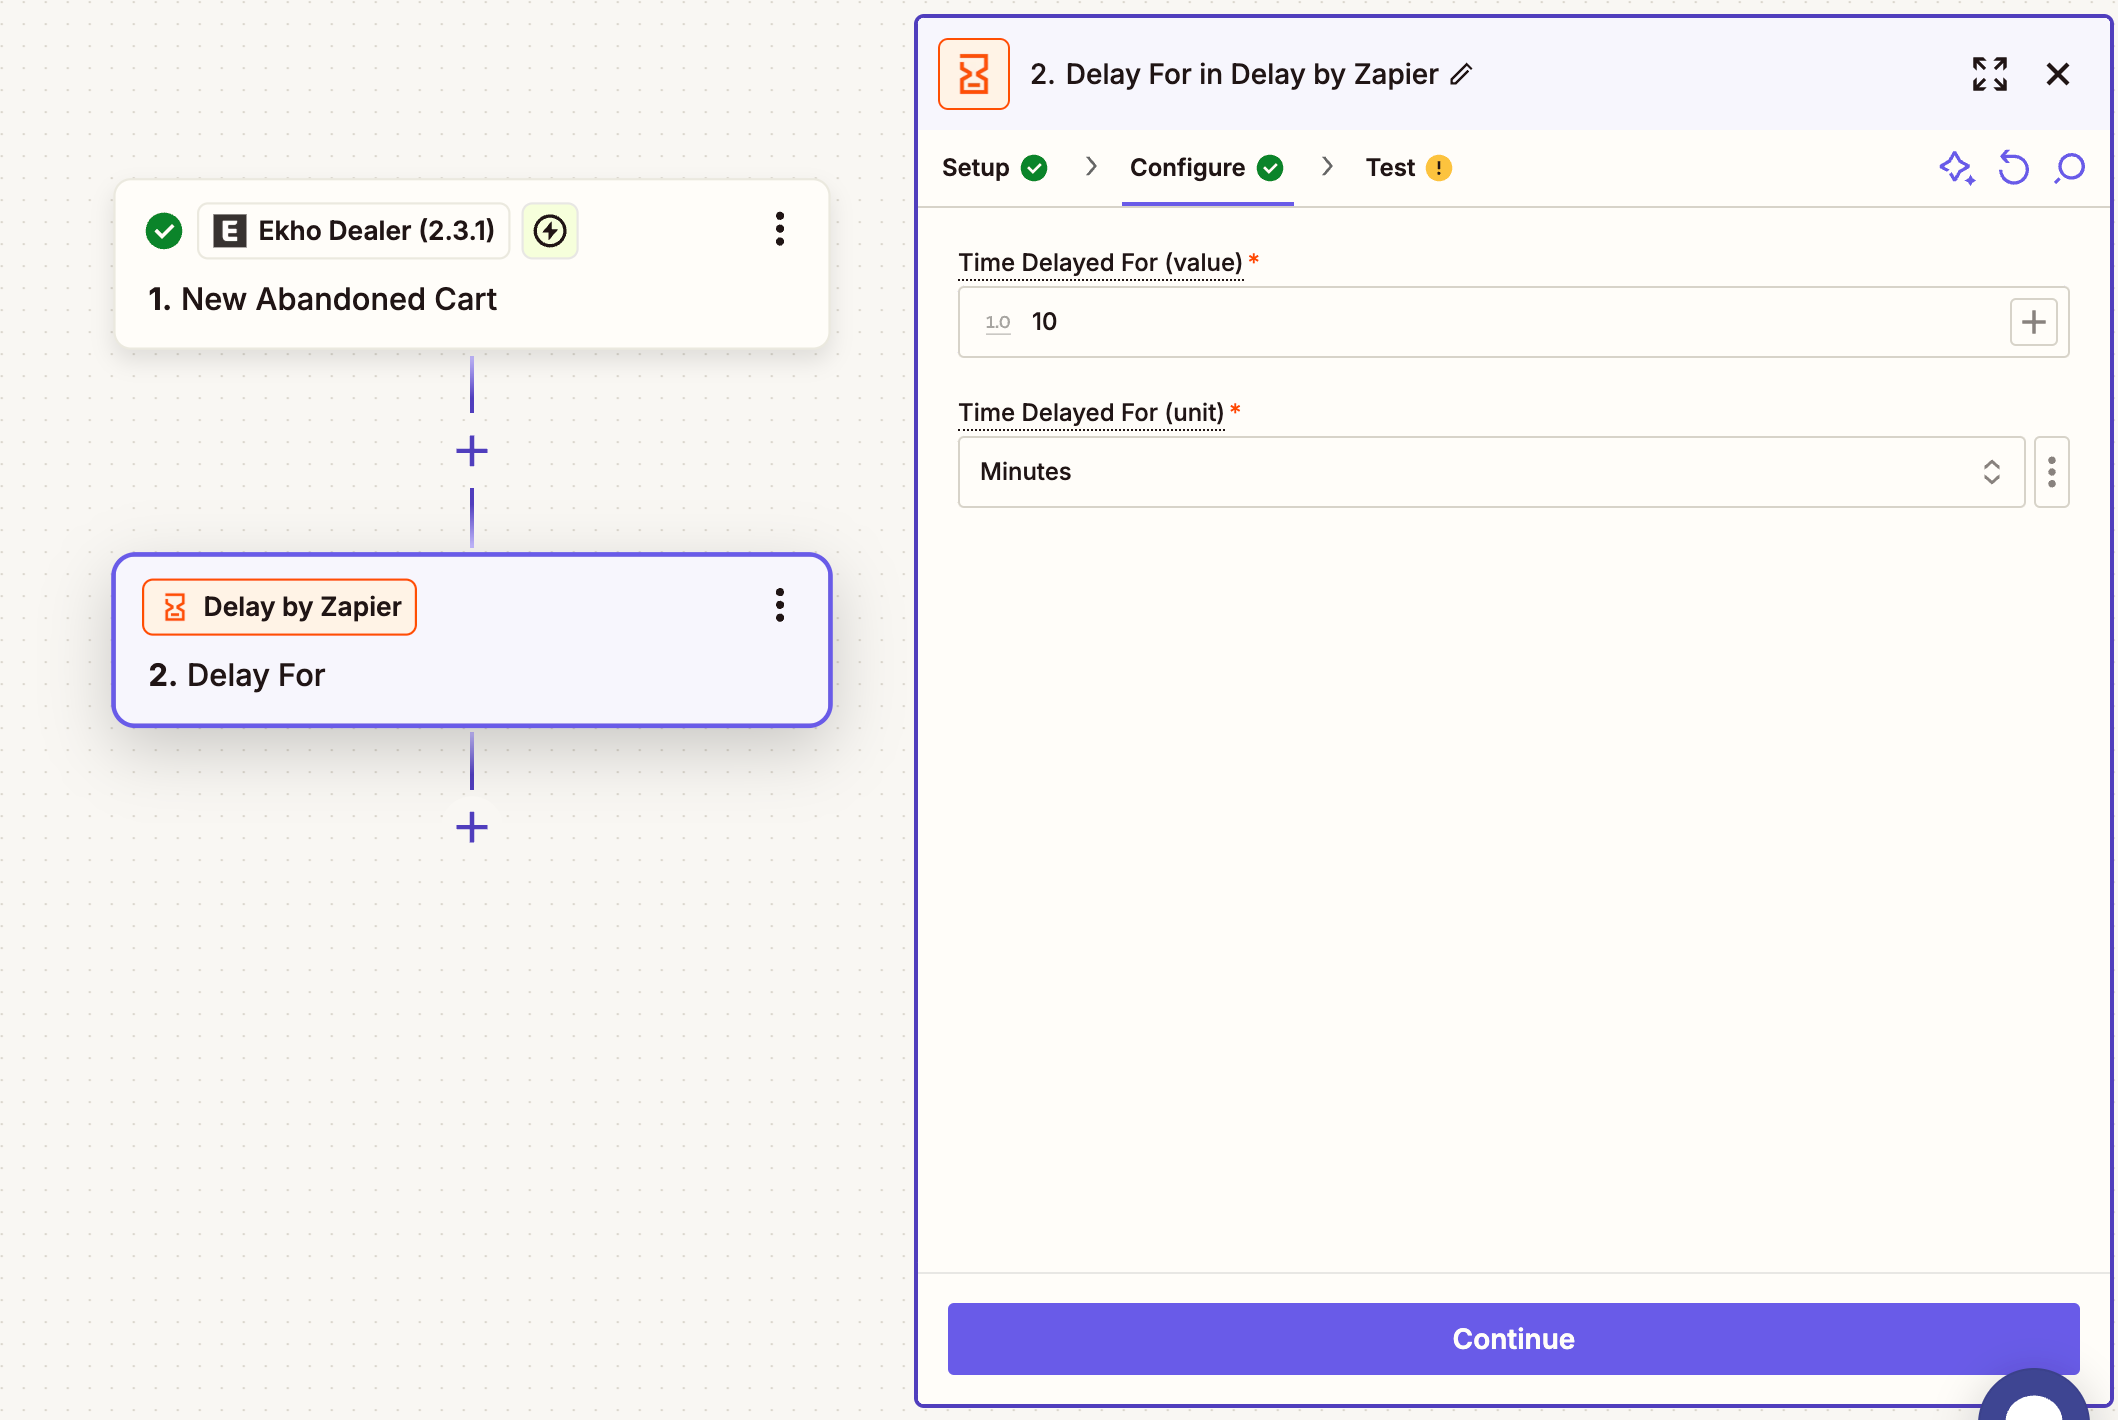 E Ekho Dealer (2.3.1)
1. New Abandoned Cart
Delay by Zapier
2. Delay For
2. Delay For in Delay by Zapier
Setup
Configure
Test
Time Delayed For (value) *
1.0 10
Time Delayed For (unit) *
Minutes
Continue